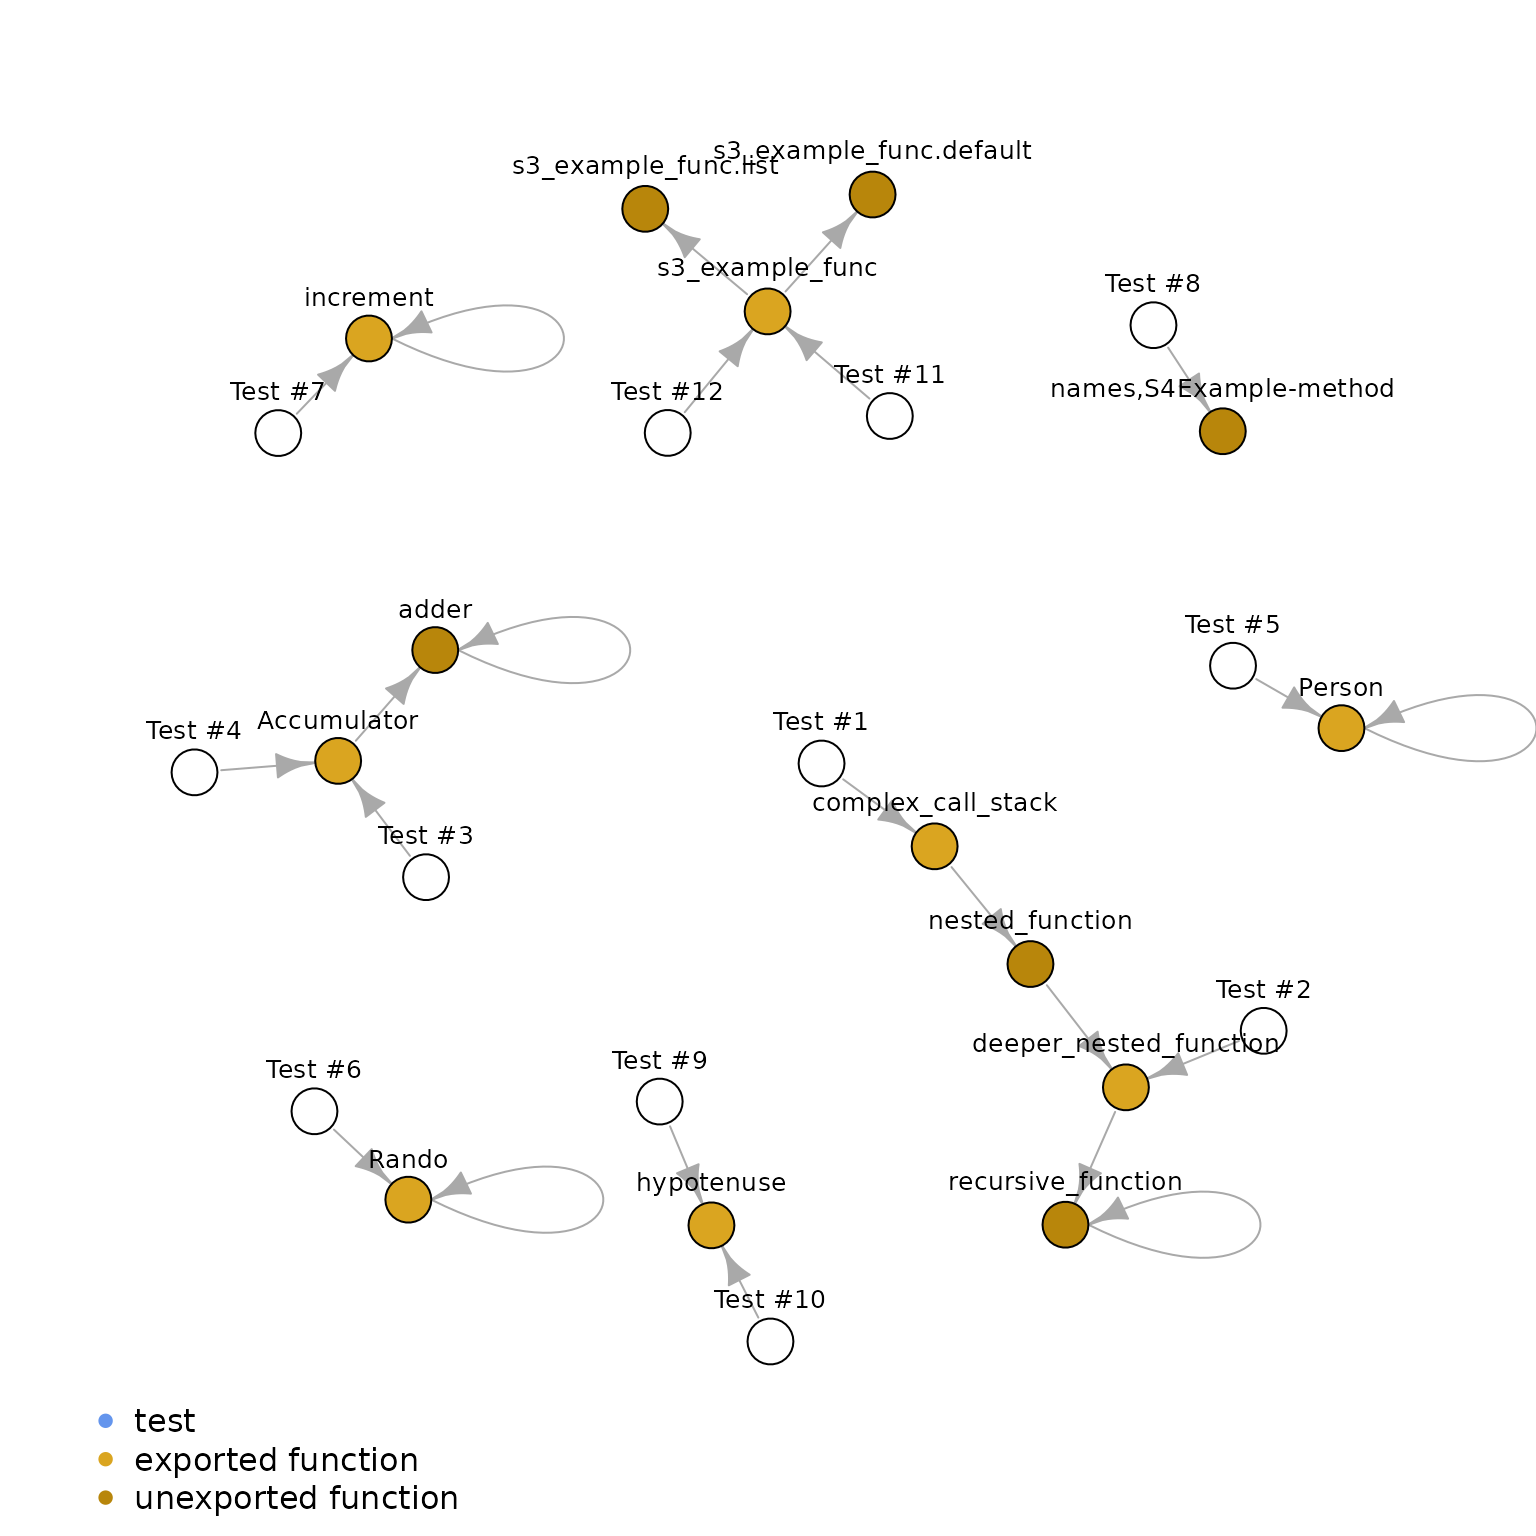 s3_example_func.default
s3_example_func.list
s3_example_func
Test #8
increment
Test #11
Test #7
Test #12
names,S4Example-method
adder
Test #5
Person
Accumulator
Test #1
Test #4
complex_call_stack
Test #3
nested_function
Test #2
deeper_nested_function
Test #9
Test #6
Rando
recursive_function
hypotenuse
Test #10
test
exported function
unexported function